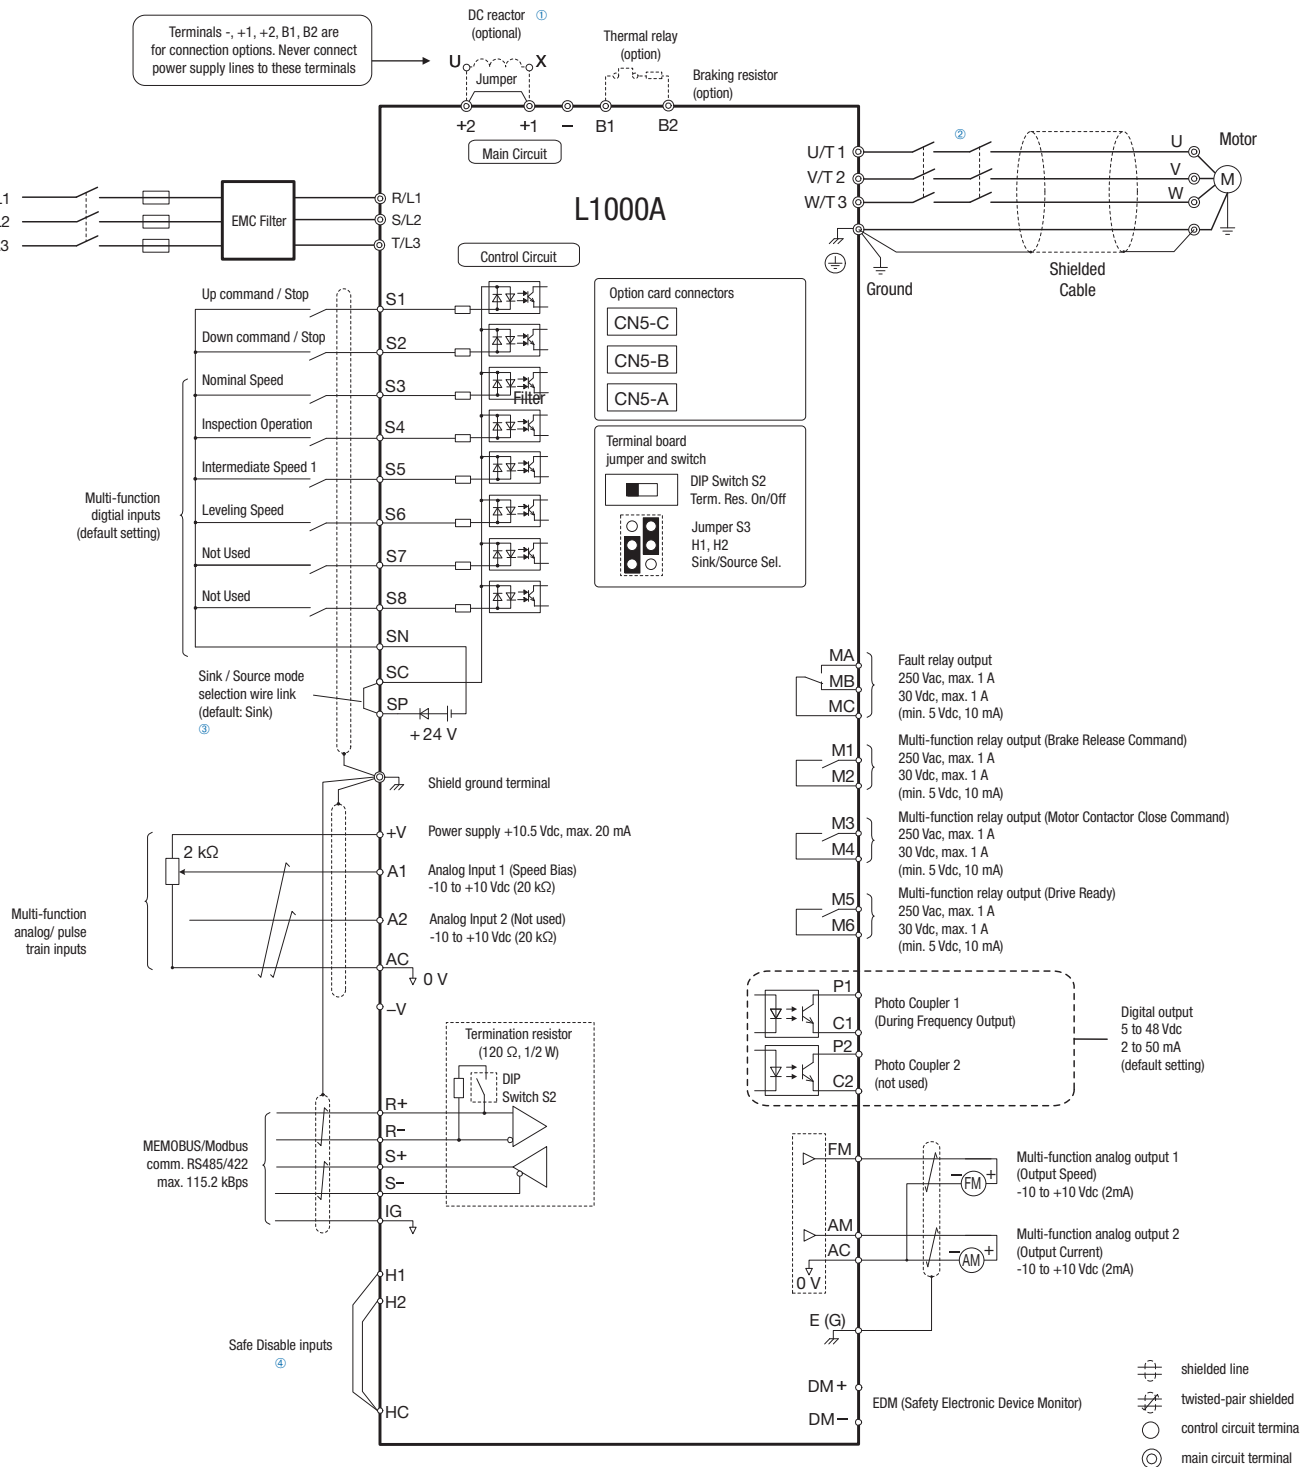 Terminals -, +1, +2, B1, B2 are
for connection options. Never connect
power supply lines to these terminals
DC reactor ①
(optional)
U X
Jumper
Thermal relay
(option)
Braking resistor
(option)
+2 +1 – B1 B2
Main Circuit
L1000A
EMC Filter
R/L1
S/L2
T/L3
U/T1
V/T2
W/T3
②
U
V
W
Motor
M
Ground
Shielded
Cable
Control Circuit
Up command / Stop
S1
Down command / Stop
S2
Nominal Speed
S3
Filter
Inspection Operation
S4
Intermediate Speed 1
S5
Leveling Speed
S6
Not Used
S7
Not Used
S8
Multi-function
digtial inputs
(default setting)
SN
SC
SP
+24 V
Sink / Source mode
selection wire link
(default: Sink)
③
Option card connectors
CN5-C
CN5-B
CN5-A
Terminal board
jumper and switch
DIP Switch S2
Term. Res. On/Off
Jumper S3
H1, H2
Sink/Source Sel.
MA
MB
MC
Fault relay output
250 Vac, max. 1 A
30 Vdc, max. 1 A
(min. 5 Vdc, 10 mA)
M1
M2
Multi-function relay output (Brake Release Command)
250 Vac, max. 1 A
30 Vdc, max. 1 A
(min. 5 Vdc, 10 mA)
M3
M4
Multi-function relay output (Motor Contactor Close Command)
250 Vac, max. 1 A
30 Vdc, max. 1 A
(min. 5 Vdc, 10 mA)
M5
M6
Multi-function relay output (Drive Ready)
250 Vac, max. 1 A
30 Vdc, max. 1 A
(min. 5 Vdc, 10 mA)
Shield ground terminal
+V
Power supply +10.5 Vdc, max. 20 mA
2 kΩ
A1
Analog Input 1 (Speed Bias)
-10 to +10 Vdc (20 kΩ)
A2
Analog Input 2 (Not used)
-10 to +10 Vdc (20 kΩ)
AC
0 V
–V
Multi-function
analog/ pulse
train inputs
P1
C1
Photo Coupler 1
(During Frequency Output)
P2
C2
Photo Coupler 2
(not used)
Digital output
5 to 48 Vdc
2 to 50 mA
(default setting)
Termination resistor
(120 Ω, 1/2 W)
DIP
Switch S2
R+
R–
S+
S–
IG
MEMOBUS/Modbus
comm. RS485/422
max. 115.2 kBps
FM
– FM +
Multi-function analog output 1
(Output Speed)
-10 to +10 Vdc (2mA)
AM
AC
0 V
– AM +
Multi-function analog output 2
(Output Current)
-10 to +10 Vdc (2mA)
E (G)
H1
H2
HC
Safe Disable inputs
④
DM+
DM–
EDM (Safety Electronic Device Monitor)
shielded line
twisted-pair shielded
control circuit termina
main circuit terminal